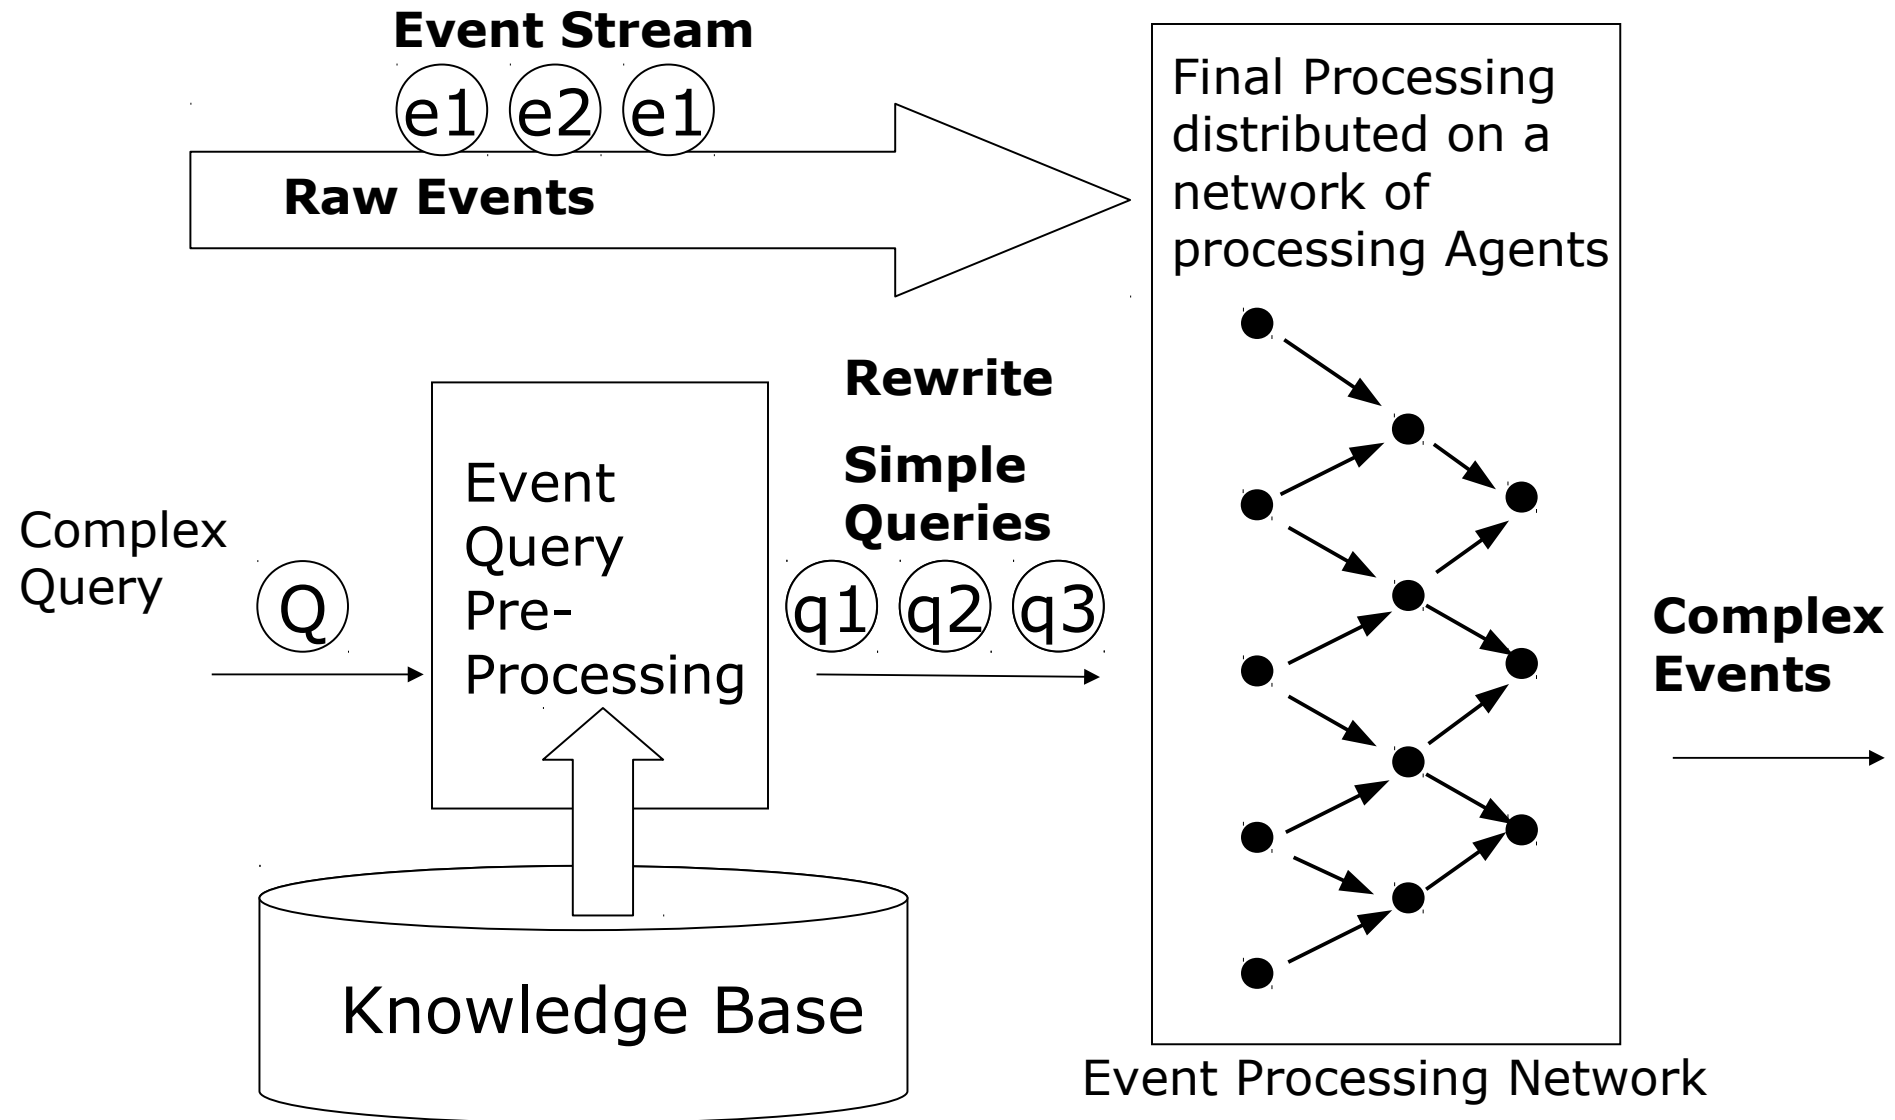 Event Stream
e1 e2 e1
Raw Events
Final Processing
distributed on a
network of
processing Agents
Rewrite
Simple
Queries
Complex
Query
Q
Event
Query
Pre-
Processing
q1 q2 q3
Complex
Events
Knowledge Base
Event Processing Network